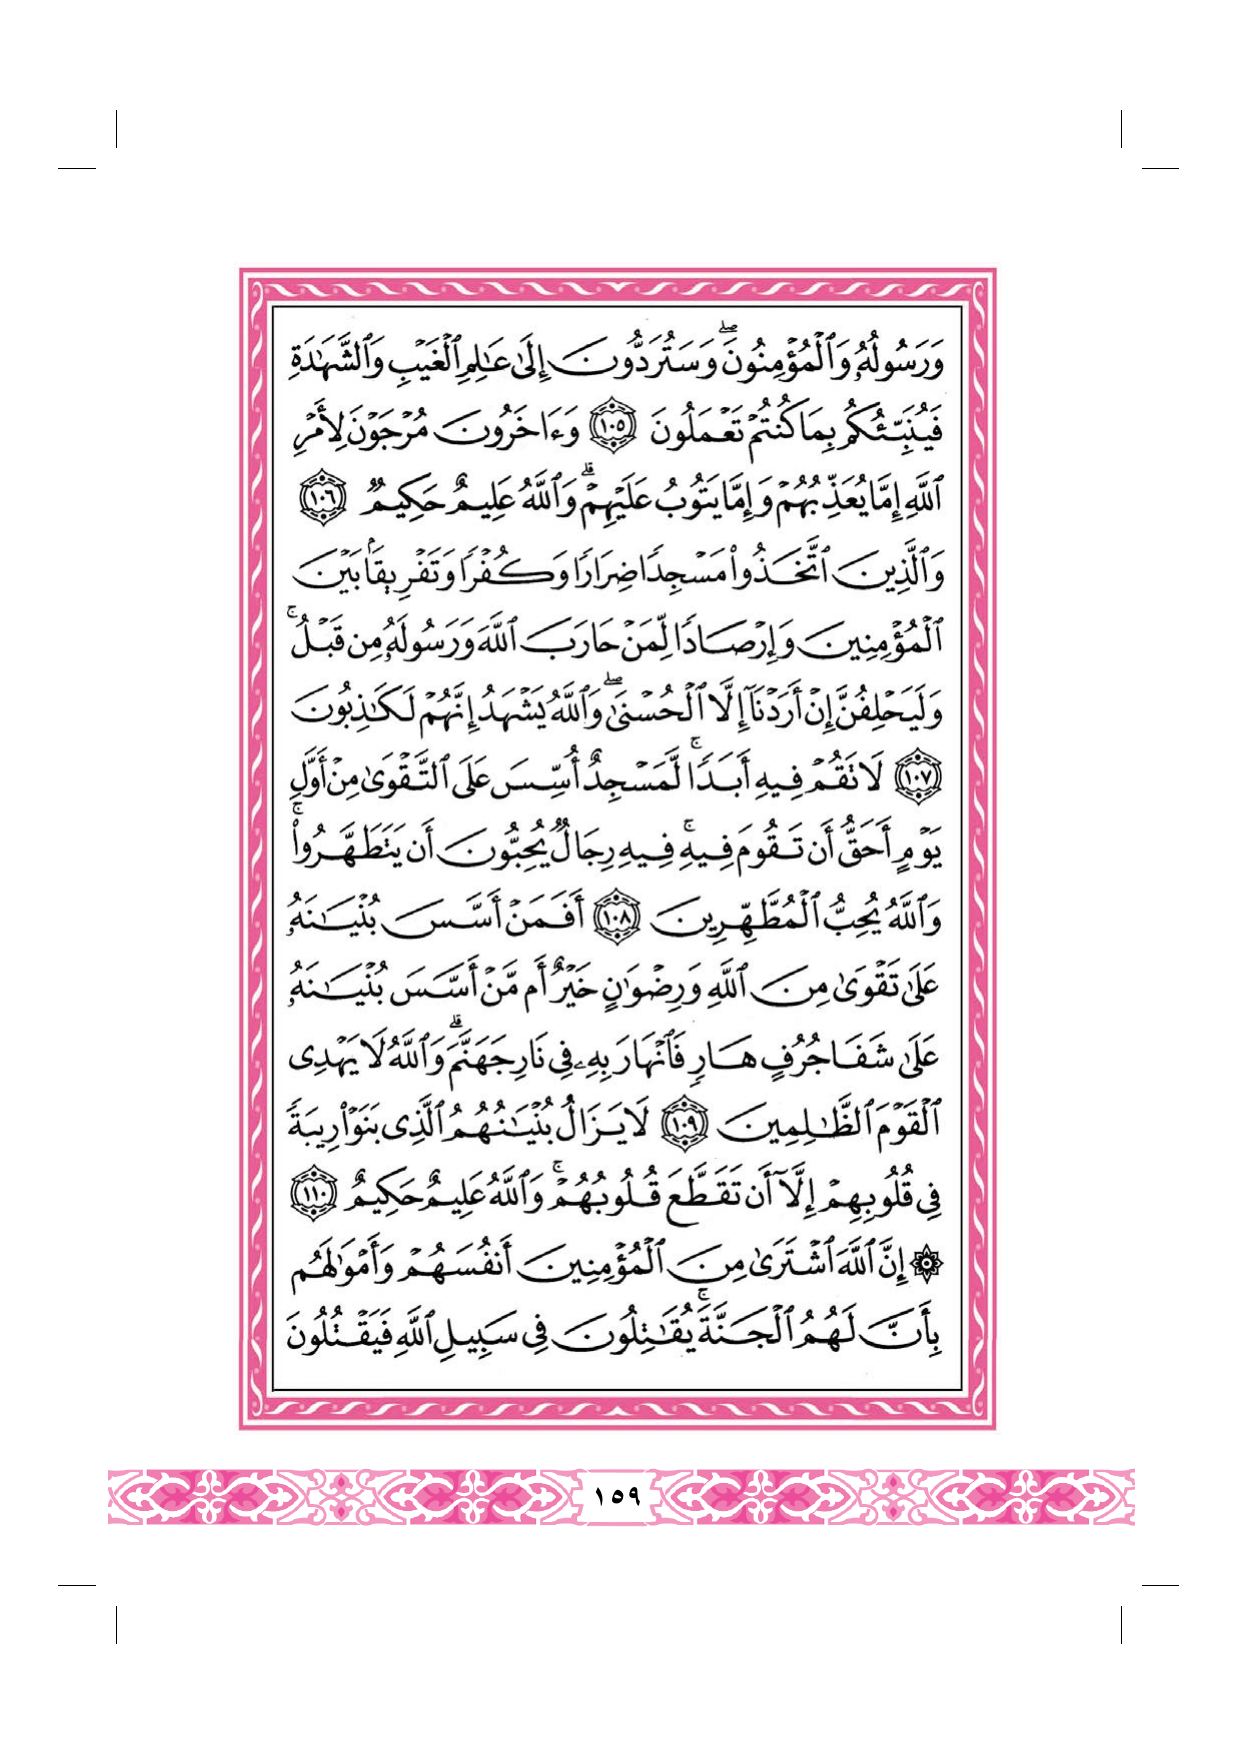 وَرَسُولُهُۥ وَٱلْمُؤْمِنُونَ ۖ وَسَتُرَدُّونَ إِلَىٰ عَٰلِمِ ٱلْغَيْبِ وَٱلشَّهَٰدَةِ
فَيُنَبِّئُكُم بِمَا كُنتُمْ تَعْمَلُونَ ١٠٥ وَءَاخَرُونَ مُرْجَوْنَ لِأَمْرِ
ٱللَّهِ إِمَّا يُعَذِّبُهُمْ وَإِمَّا يَتُوبُ عَلَيْهِمْ ۗ وَٱللَّهُ عَلِيمٌ حَكِيمٌ ١٠٦
وَٱلَّذِينَ ٱتَّخَذُوا۟ مَسْجِدًا ضِرَارًا وَكُفْرًا وَتَفْرِيقًۢا بَيْنَ
ٱلْمُؤْمِنِينَ وَإِرْصَادًا لِّمَنْ حَارَبَ ٱللَّهَ وَرَسُولَهُۥ مِن قَبْلُ ۚ
وَلَيَحْلِفُنَّ إِنْ أَرَدْنَآ إِلَّا ٱلْحُسْنَىٰ ۖ وَٱللَّهُ يَشْهَدُ إِنَّهُمْ لَكَٰذِبُونَ
١٠٧ لَا تَقُمْ فِيهِ أَبَدًا ۚ لَّمَسْجِدٌ أُسِّسَ عَلَى ٱلتَّقْوَىٰ مِنْ أَوَّلِ
يَوْمٍ أَحَقُّ أَن تَقُومَ فِيهِ ۚ فِيهِ رِجَالٌ يُحِبُّونَ أَن يَتَطَهَّرُوا۟ ۚ
وَٱللَّهُ يُحِبُّ ٱلْمُطَّهِّرِينَ ١٠٨ أَفَمَنْ أَسَّسَ بُنْيَٰنَهُۥ
عَلَىٰ تَقْوَىٰ مِنَ ٱللَّهِ وَرِضْوَٰنٍ خَيْرٌ أَم مَّنْ أَسَّسَ بُنْيَٰنَهُۥ
عَلَىٰ شَفَا جُرُفٍ هَارٍ فَٱنْهَارَ بِهِۦ فِى نَارِ جَهَنَّمَ ۗ وَٱللَّهُ لَا يَهْدِى
ٱلْقَوْمَ ٱلظَّٰلِمِينَ ١٠٩ لَا يَزَالُ بُنْيَٰنُهُمُ ٱلَّذِى بَنَوْا۟ رِيبَةً
فِى قُلُوبِهِمْ إِلَّآ أَن تَقَطَّعَ قُلُوبُهُمْ ۗ وَٱللَّهُ عَلِيمٌ حَكِيمٌ ١١٠
۞ إِنَّ ٱللَّهَ ٱشْتَرَىٰ مِنَ ٱلْمُؤْمِنِينَ أَنفُسَهُمْ وَأَمْوَٰلَهُم
بِأَنَّ لَهُمُ ٱلْجَنَّةَ ۚ يُقَٰتِلُونَ فِى سَبِيلِ ٱللَّهِ فَيَقْتُلُونَ
١٥٩